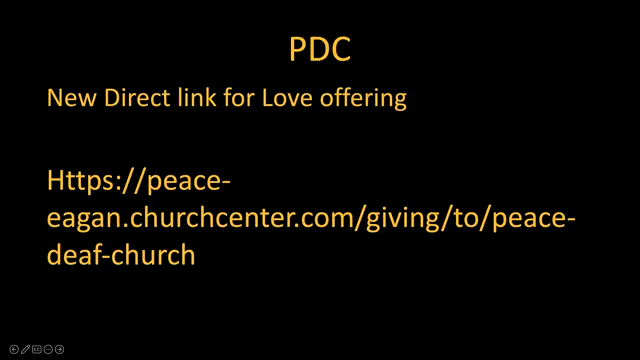 PDC
New Direct link for Love offering
Https://peace-
eagan.churchcenter.com/giving/to/peace-
deaf-church